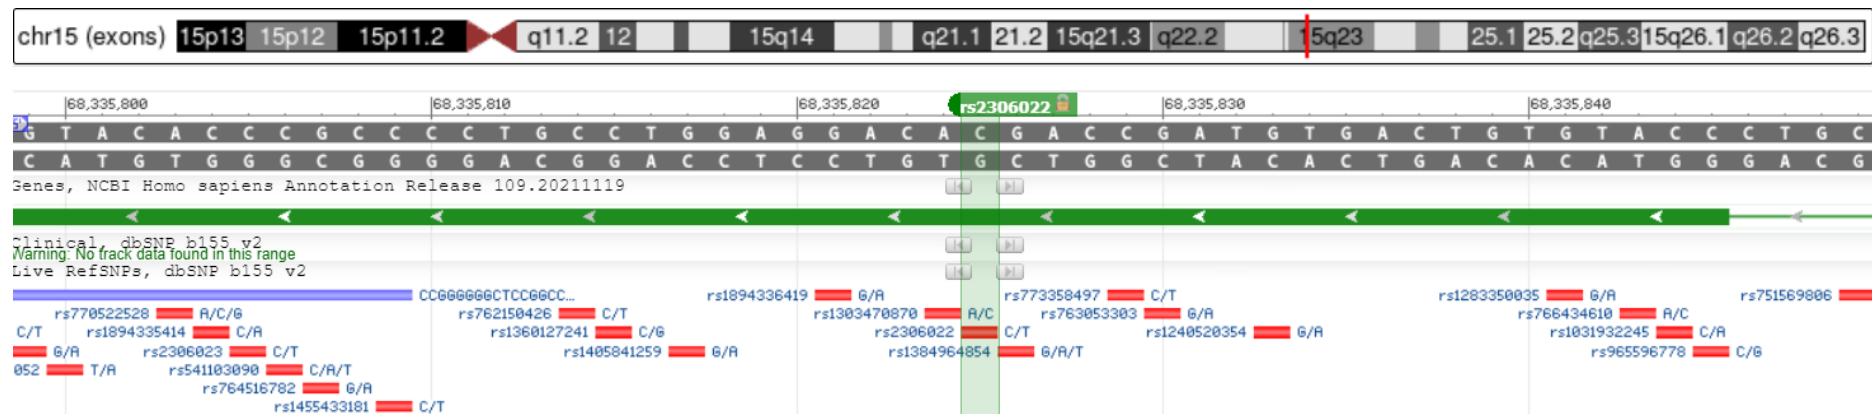 chr15 (exons) 15p13 15p12 15p11.2 q11.2 12 15q14 q21.1 21.2 15q21.3 q22.2 15q23 25.1 25.2 q25.3 15q26.1 q26.2 q26.3
68,335,800 68,335,810 68,335,820 rs2306022 68,335,830 68,335,840
G T A C A C C C G C C C C T G C C T G G A G G A C A C G A C C G A T G T G A C T G T G T A C C C T G C
C A T G T G G G C G G G G A C G G A C C T C C T G T G C T G G C T A C A C T G A C A C A T G G G A C G
Genes, NCBI Homo sapiens Annotation Release 109.20211119
Clinical, dbSNP b155 v2
Warning: No track data found in this range
Live RefSNPs, dbSNP b155 v2
CCGGGGGGCTCCGGCC... rs1894336419 G/A rs773358497 C/T rs1283350035 G/A rs751569806
rs770522528 A/C/G rs762150426 C/T rs1303470870 A/C rs763053303 G/A rs766434610 A/C
C/T rs1894335414 C/A rs1360127241 C/G rs2306022 C/T rs1240520354 G/A rs1031932245 C/A
G/A rs2306023 C/T rs1405841259 G/A rs1384964854 G/A/T rs965596778 C/G
052 T/A rs541103090 C/A/T
rs764516782 G/A
rs1455433181 C/T